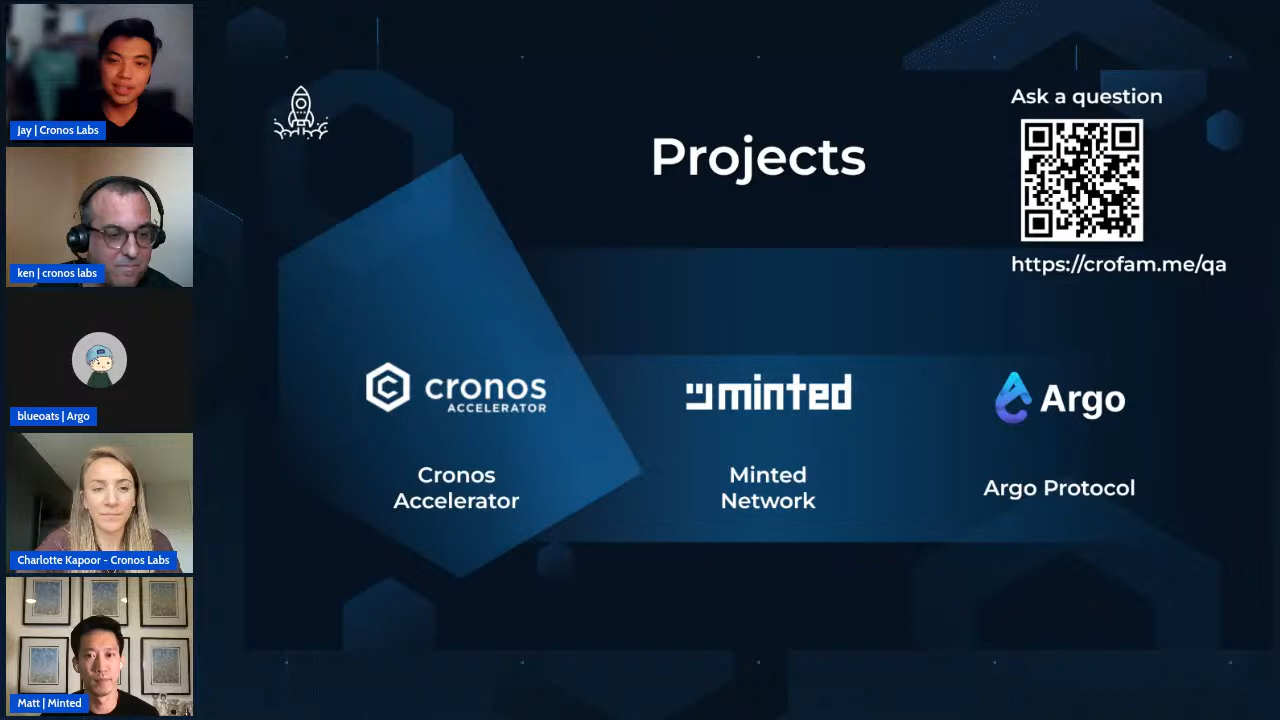 Jay | Cronos Labs
ken | cronos labs
blueoats | Argo
Charlotte Kapoor - Cronos Labs
Matt | Minted
Projects
Ask a question
https://crofam.me/qa
cronos
ACCELERATOR
minted
Argo
Cronos
Accelerator
Minted
Network
Argo Protocol